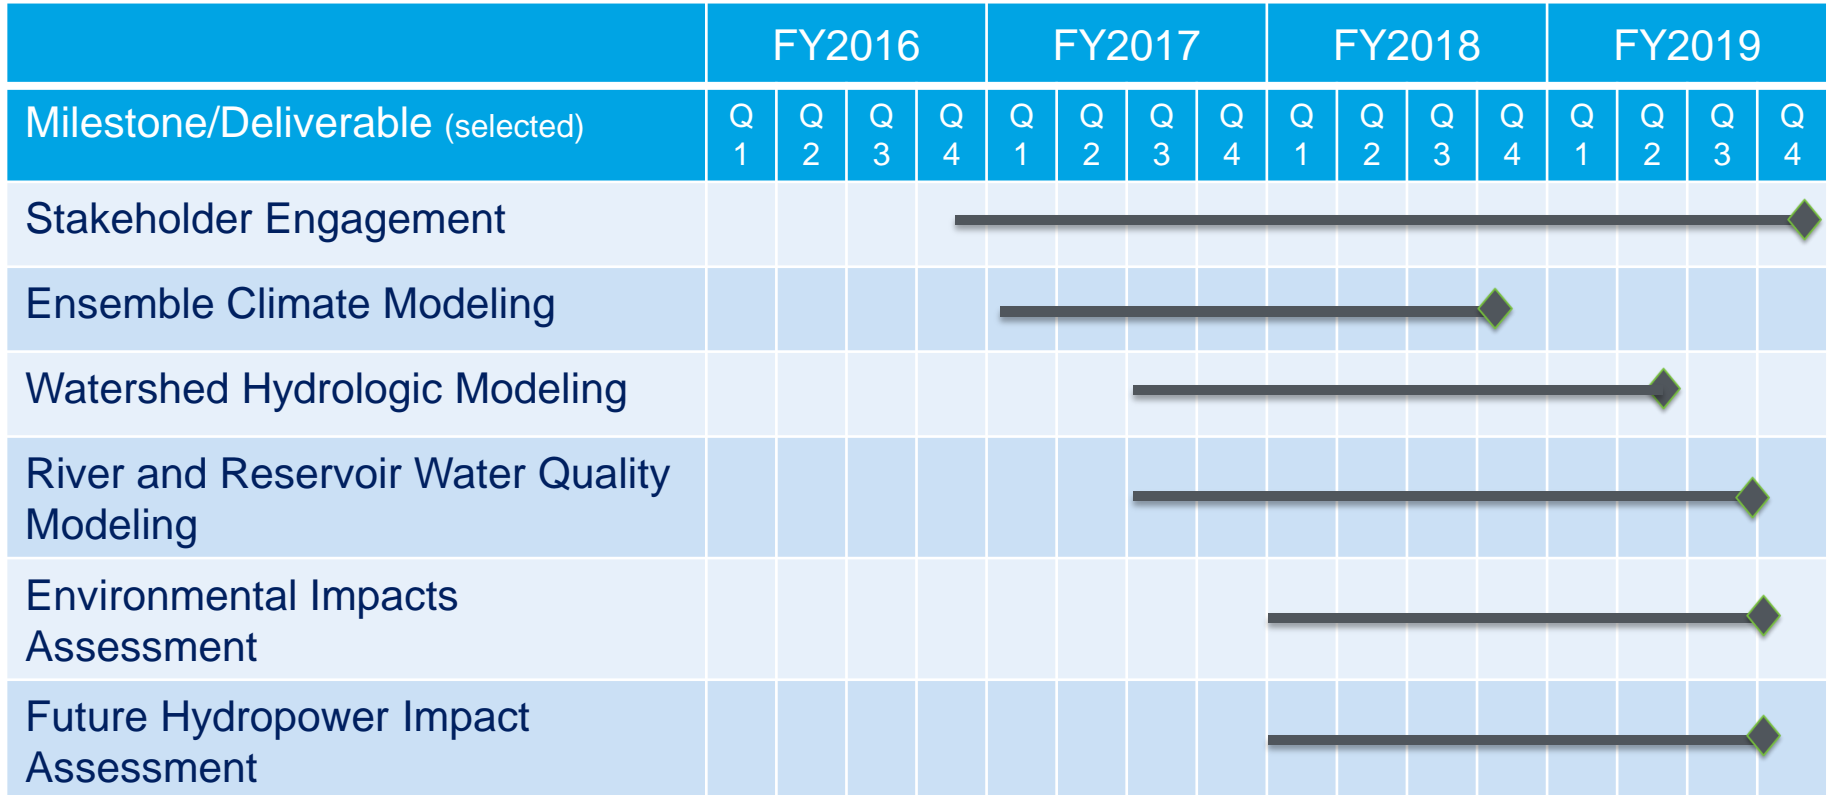 FY2016 FY2017 FY2018 FY2019
Milestone/Deliverable (selected) Q 1 Q 2 Q 3 Q 4 Q 1 Q 2 Q 3 Q 4 Q 1 Q 2 Q 3 Q 4 Q 1 Q 2 Q 3 Q 4
Stakeholder Engagement
Ensemble Climate Modeling
Watershed Hydrologic Modeling
River and Reservoir Water Quality
Modeling
Environmental Impacts
Assessment
Future Hydropower Impact
Assessment